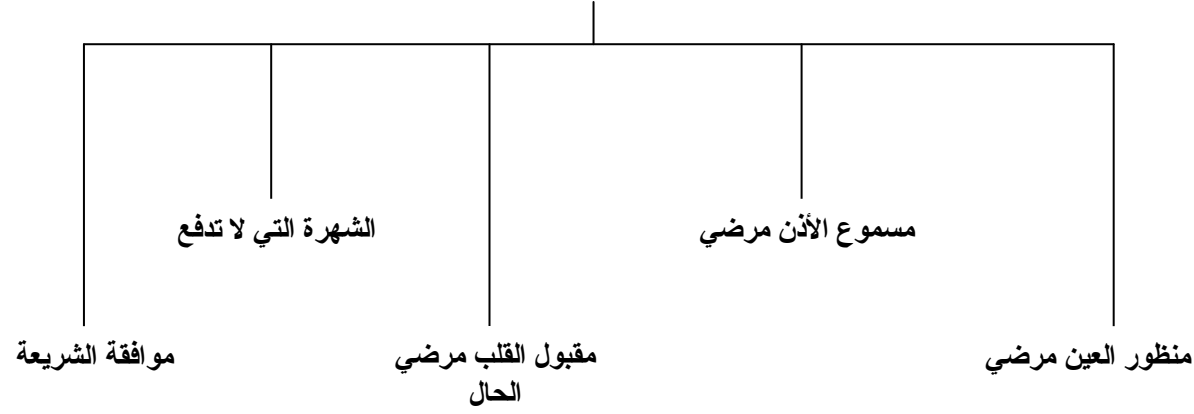 مسموع الأذن مرضي
الشهرة التي لا تدفع
منظور العين مرضي
مقبول القلب مرضي
الحال
موافقة الشريعة